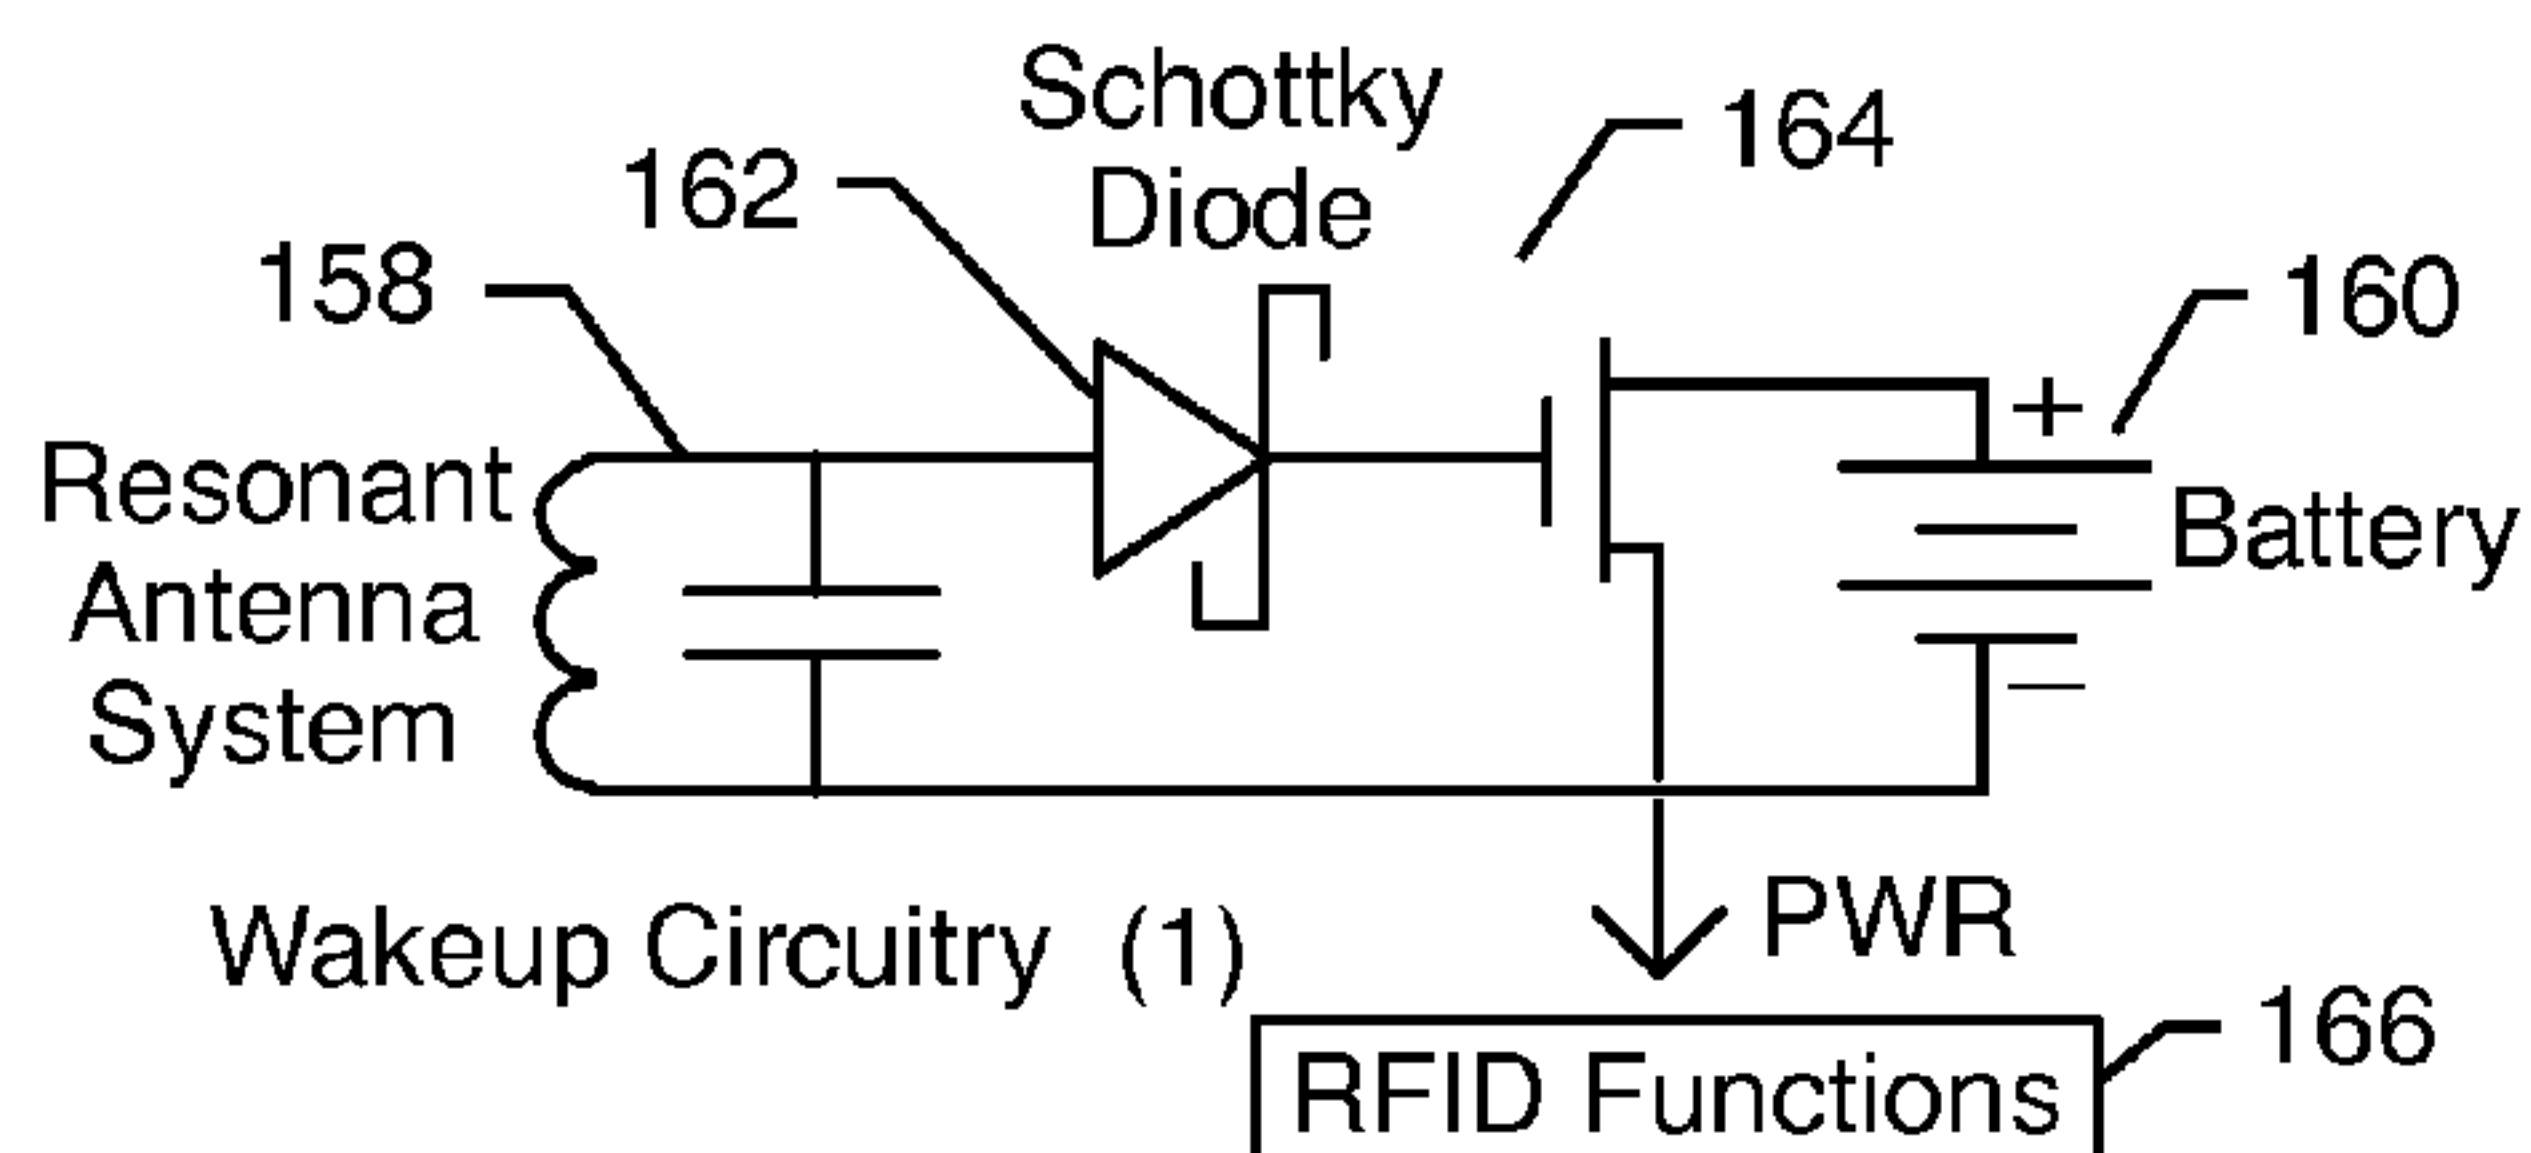 Schottky
Diode
164
162
158
160
+
Resonant
Antenna
System
Battery
–
PWR
Wakeup Circuitry (1)
166
RFID Functions